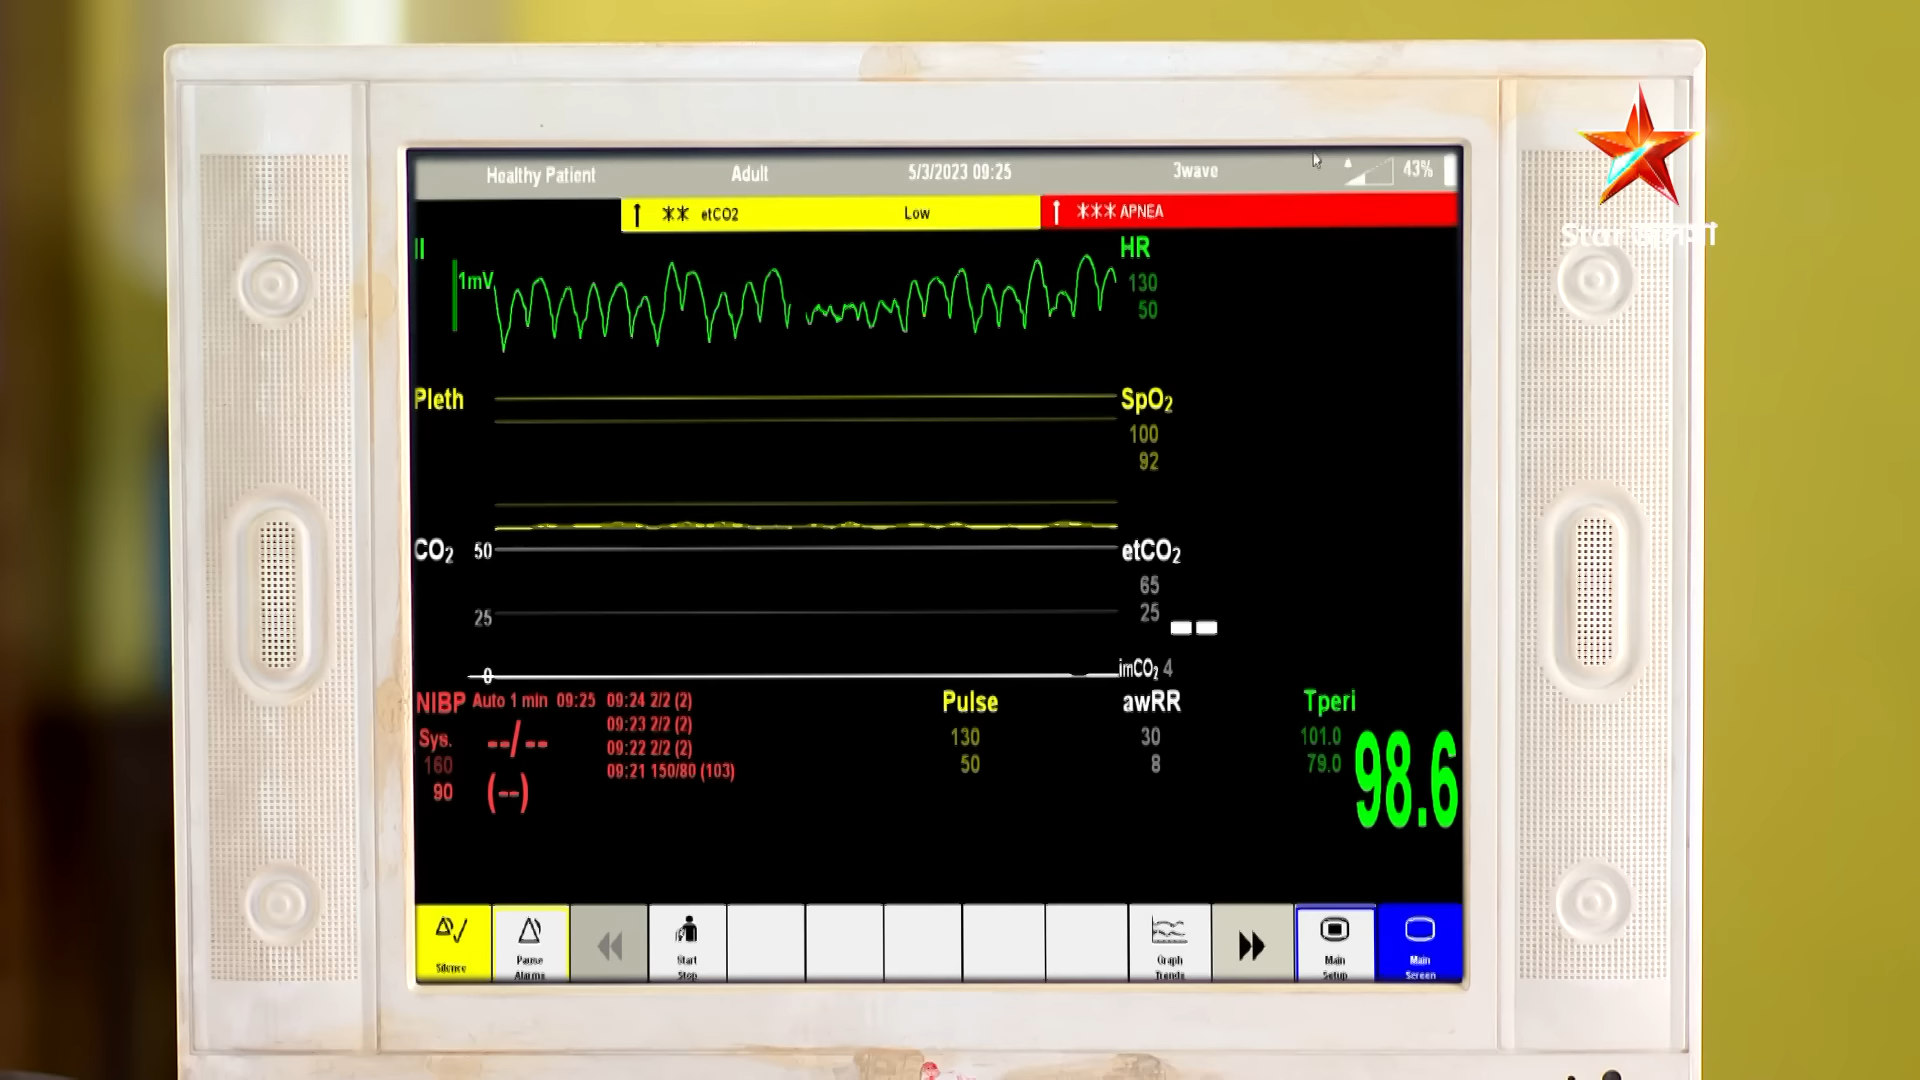 Healthy Patient Adult 5/3/2023 09:25 3wave 43%
** etCO2 Low *** APNEA
II HR
1mV 130
50
Pleth SpO₂
100
92
CO₂ 50 etCO₂
65
25 25
0 imCO₂ 4
NIBP Auto 1 min 09:25 09:24 2/2 (2) Pulse awRR Tperi
09:23 2/2 (2)
Sys. --/-- 130 30 101.0 98.6
09:22 2/2 (2)
160 09:21 150/80 (103) 50 8 79.0
90 (--)
Silence Pause Alarms Start Stop Graph Trends Main Setup Main Screen